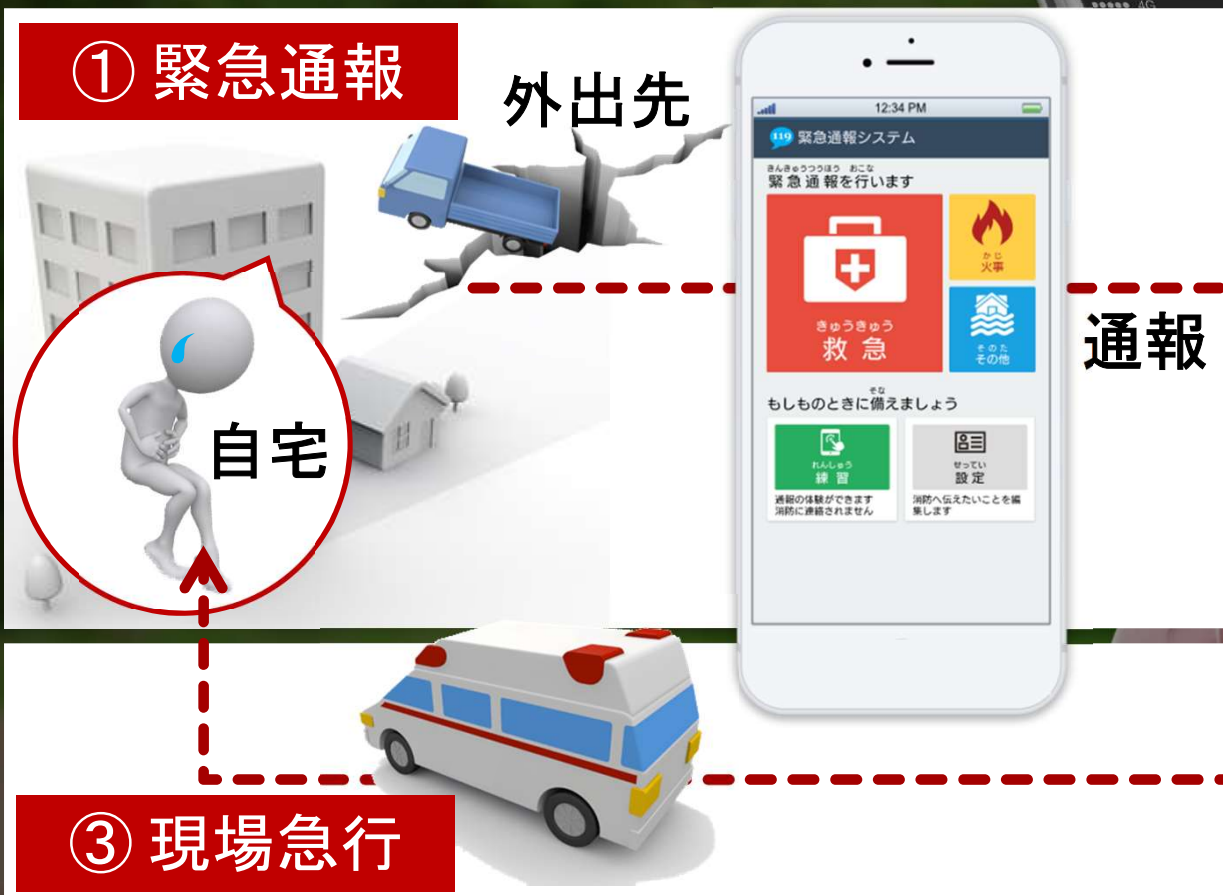 4G
① 緊急通報
外出先
12:34 PM
119 緊急通報システム
きんきゅうつうほう おこな
緊急通報を行います
かじ
火事
きゅうきゅう
救急
そのた
その他
通報
自宅
そな
もしものときに備えましょう
れんしゅう
練習
せってい
設定
通報の体験ができます
消防に連絡されません
消防へ伝えたいことを編
集します
③ 現場急行